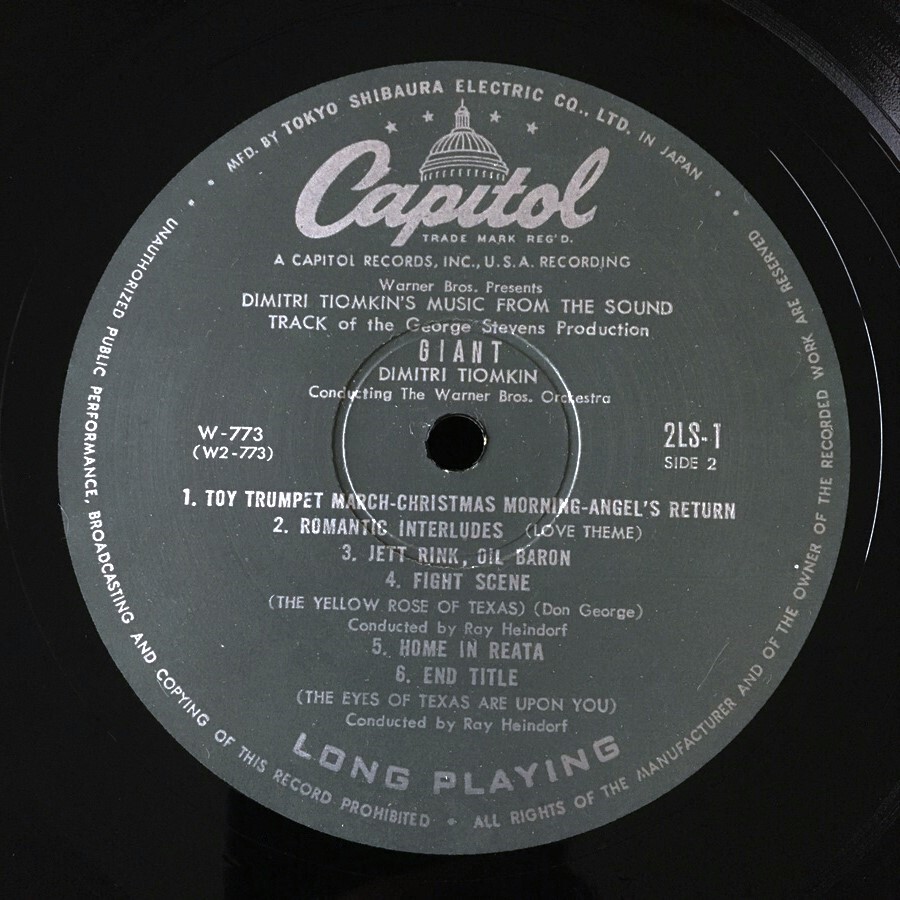 MFD. BY TOKYO SHIBAURA ELECTRIC CO., LTD. IN JAPAN
Capitol
TRADE MARK REG'D.
A CAPITOL RECORDS, INC., U.S.A. RECORDING
Warner Bros. Presents
DIMITRI TIOMKIN'S MUSIC FROM THE SOUND
TRACK of the George Stevens Production
GIANT
DIMITRI TIOMKIN
Conducting The Warner Bros. Orchestra
W-773
(W2-773)
2LS-1
SIDE 2
1. TOY TRUMPET MARCH-CHRISTMAS MORNING-ANGEL'S RETURN
2. ROMANTIC INTERLUDES (LOVE THEME)
3. JETT RINK, OIL BARON
4. FIGHT SCENE
(THE YELLOW ROSE OF TEXAS) (Don George)
Conducted by Ray Heindorf
5. HOME IN REATA
6. END TITLE
(THE EYES OF TEXAS ARE UPON YOU)
Conducted by Ray Heindorf
LONG PLAYING
UNAUTHORIZED PUBLIC PERFORMANCE, BROADCASTING AND COPYING OF THIS RECORD PROHIBITED • ALL RIGHTS OF THE MANUFACTURER AND OF THE OWNER OF THE RECORDED WORK ARE RESERVED